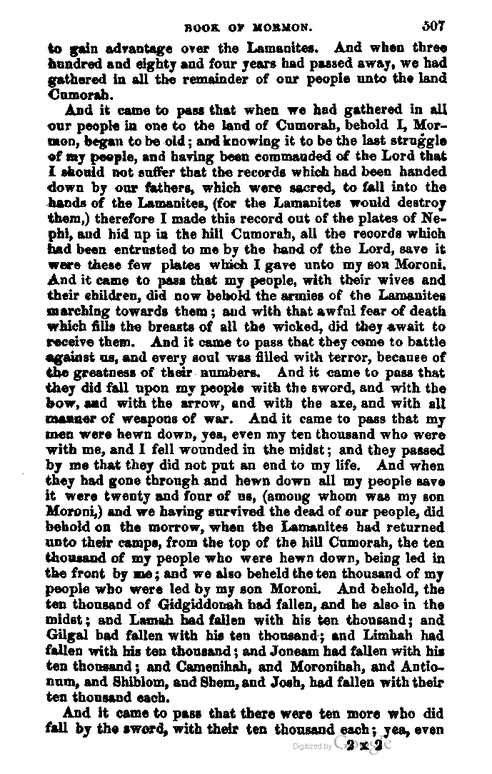 BOOK OF MORMON. 507
to gain advantage over the Lamanites. And when three
hundred and eighty and four years had passed away, we had
gathered in all the remainder of our people unto the land
Cumorah.
And it came to pass that when we had gathered in all
our people in one to the land of Cumorah, behold I, Mor-
mon, began to be old; and knowing it to be the last struggle
of my people, and having been commanded of the Lord that
I should not suffer that the records which had been handed
down by our fathers, which were sacred, to fall into the
hands of the Lamanites, (for the Lamanites would destroy
them,) therefore I made this record out of the plates of Ne-
phi, and hid up in the hill Cumorah, all the records which
had been entrusted to me by the hand of the Lord, save it
were these few plates which I gave unto my son Moroni.
And it came to pass that my people, with their wives and
their children, did now behold the armies of the Lamanites
marching towards them; and with that awful fear of death
which fills the breasts of all the wicked, did they await to
receive them. And it came to pass that they come to battle
against us, and every soul was filled with terror, because of
the greatness of their numbers. And it came to pass that
they did fall upon my people with the sword, and with the
bow, and with the arrow, and with the axe, and with all
manner of weapons of war. And it came to pass that my
men were hewn down, yea, even my ten thousand who were
with me, and I fell wounded in the midst; and they passed
by me that they did not put an end to my life. And when
they had gone through and hewn down all my people save
it were twenty and four of us, (among whom was my son
Moroni,) and we having survived the dead of our people, did
behold on the morrow, when the Lamanites had returned
unto their camps, from the top of the hill Cumorah, the ten
thousand of my people who were hewn down, being led in
the front by me; and we also beheld the ten thousand of my
people who were led by my son Moroni. And behold, the
ten thousand of Gidgiddonah had fallen, and he also in the
midst; and Lamah had fallen with his ten thousand; and
Gilgal had fallen with his ten thousand; and Limhah had
fallen with his ten thousand; and Joneam had fallen with his
ten thousand; and Camenihah, and Moronihah, and Antio-
num, and Shiblom, and Shem, and Josh, had fallen with their
ten thousand each.
And it came to pass that there were ten more who did
fall by the sword, with their ten thousand each; yea, even
2 x 2
Digitized by Google